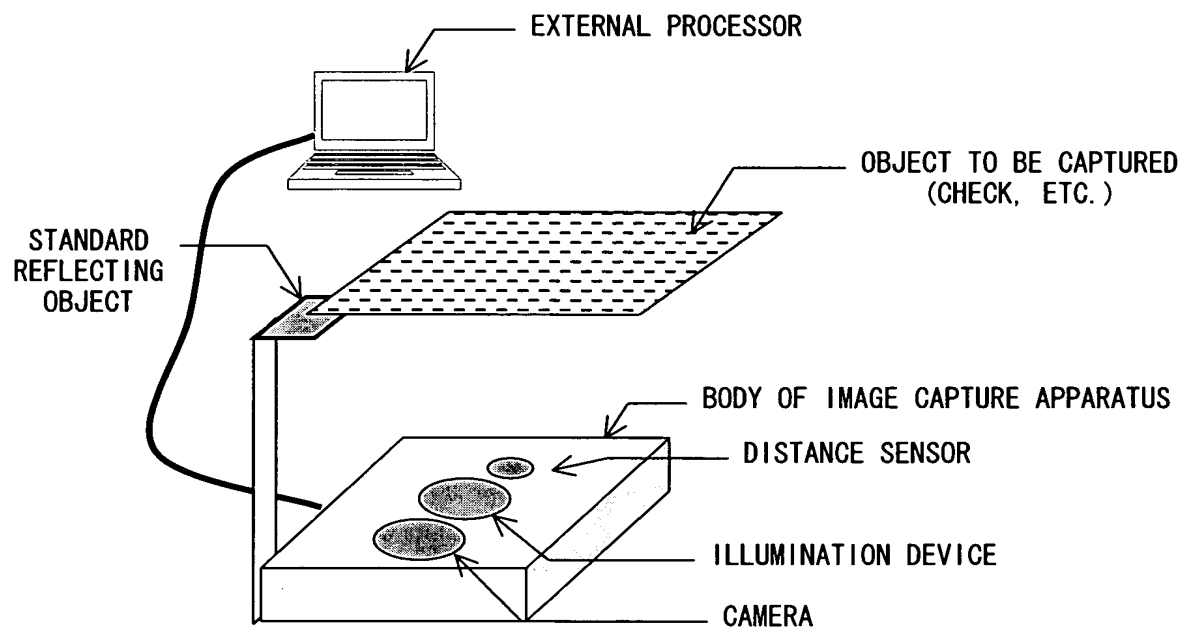 EXTERNAL PROCESSOR
OBJECT TO BE CAPTURED
(CHECK, ETC.)
STANDARD
REFLECTING
OBJECT
BODY OF IMAGE CAPTURE APPARATUS
DISTANCE SENSOR
ILLUMINATION DEVICE
CAMERA